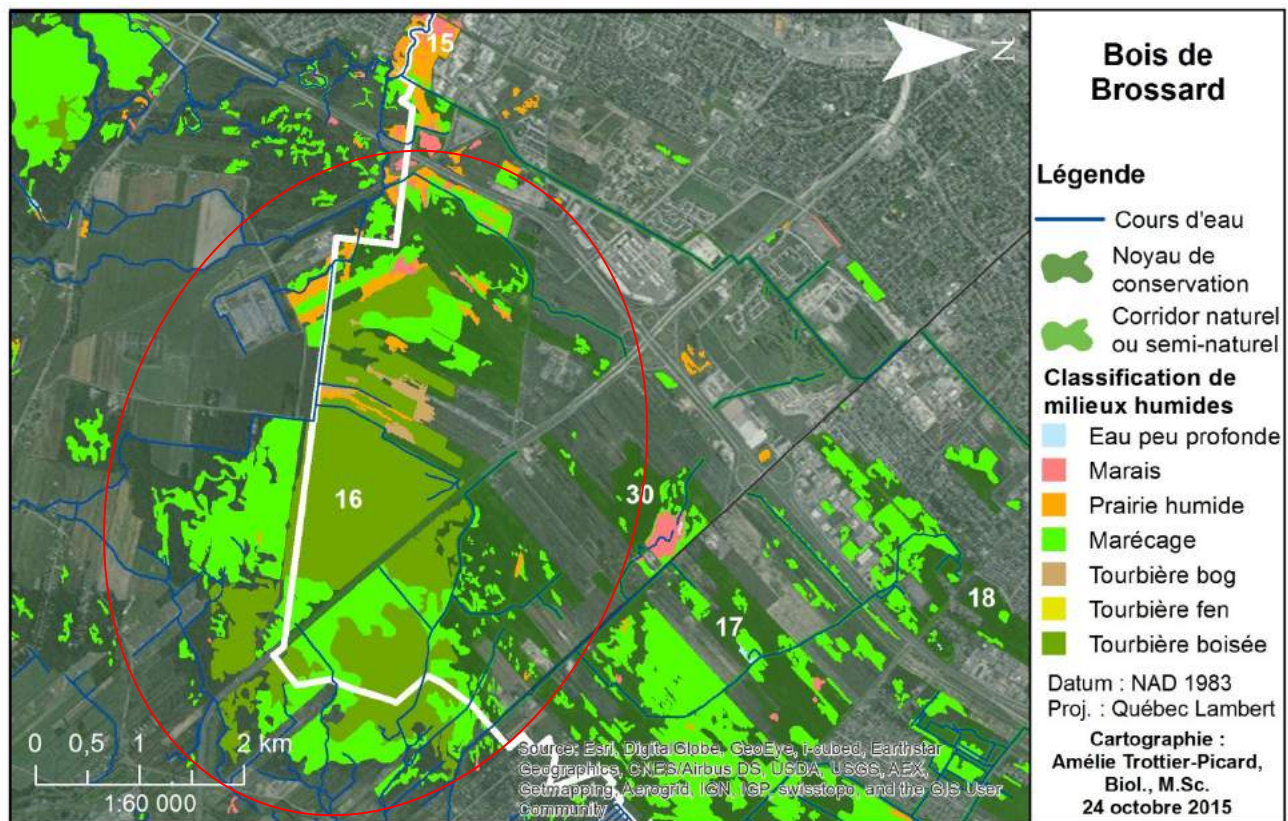 15
N
16
30
17
18
0 0,5 1 2 km
1:60 000
Source: Esri, DigitalGlobe, GeoEye, i-cubed, Earthstar
Geographics, CNES/Airbus DS, USDA, USGS, AEX,
Getmapping, Aerogrid, IGN, IGP, swisstopo, and the GIS User
Community
Bois de
Brossard
Légende
Cours d'eau
Noyau de
conservation
Corridor naturel
ou semi-naturel
Classification de
milieux humides
Eau peu profonde
Marais
Prairie humide
Marécage
Tourbière bog
Tourbière fen
Tourbière boisée
Datum : NAD 1983
Proj. : Québec Lambert
Cartographie :
Amélie Trottier-Picard,
Biol., M.Sc.
24 octobre 2015